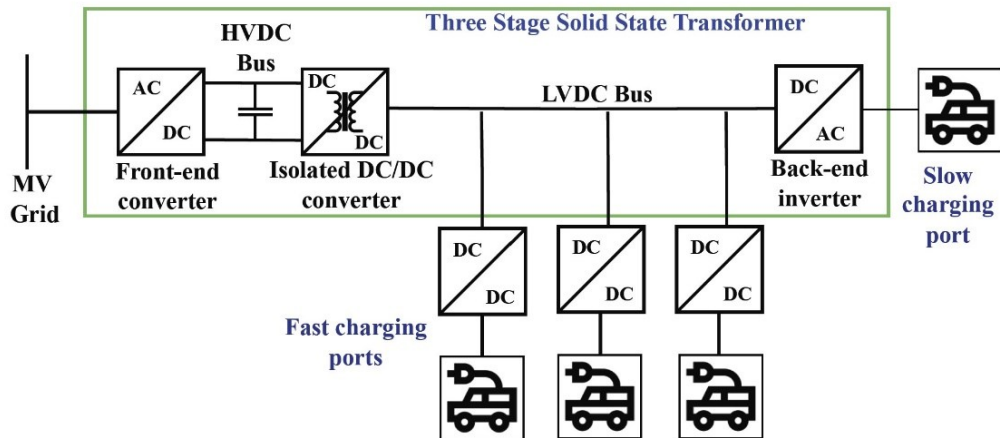 Three Stage Solid State Transformer
HVDC
Bus
AC
DC
DC
DC
LVDC Bus
DC
AC
MV
Grid
Front-end
converter
Isolated DC/DC
converter
Back-end
inverter
Slow
charging
port
DC
DC
DC
DC
DC
DC
Fast charging
ports